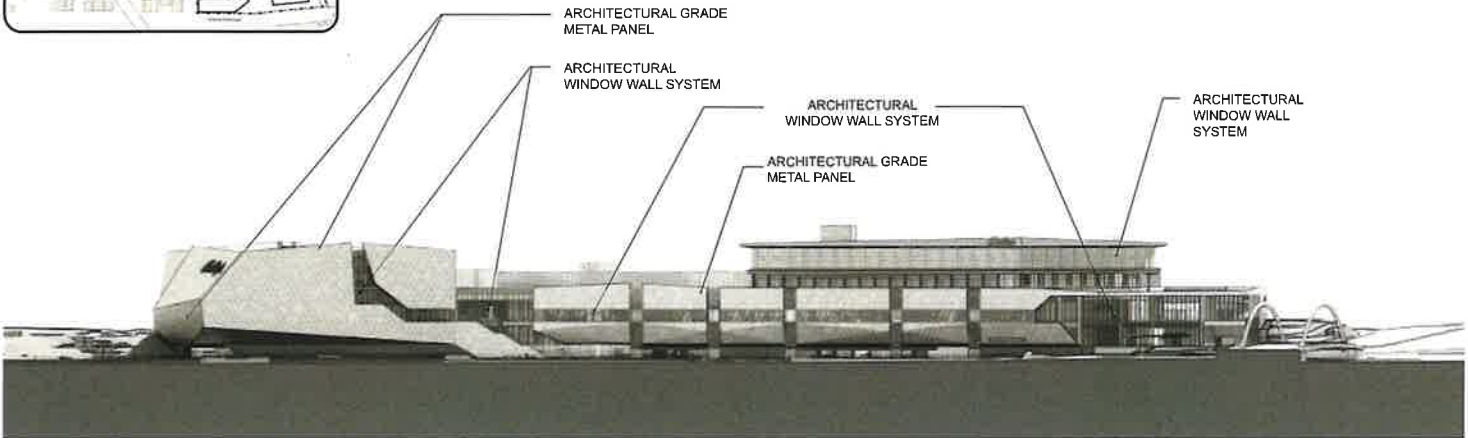 ARCHITECTURAL GRADE
METAL PANEL
ARCHITECTURAL
WINDOW WALL SYSTEM
ARCHITECTURAL
WINDOW WALL SYSTEM
ARCHITECTURAL
WINDOW WALL
SYSTEM
ARCHITECTURAL GRADE
METAL PANEL